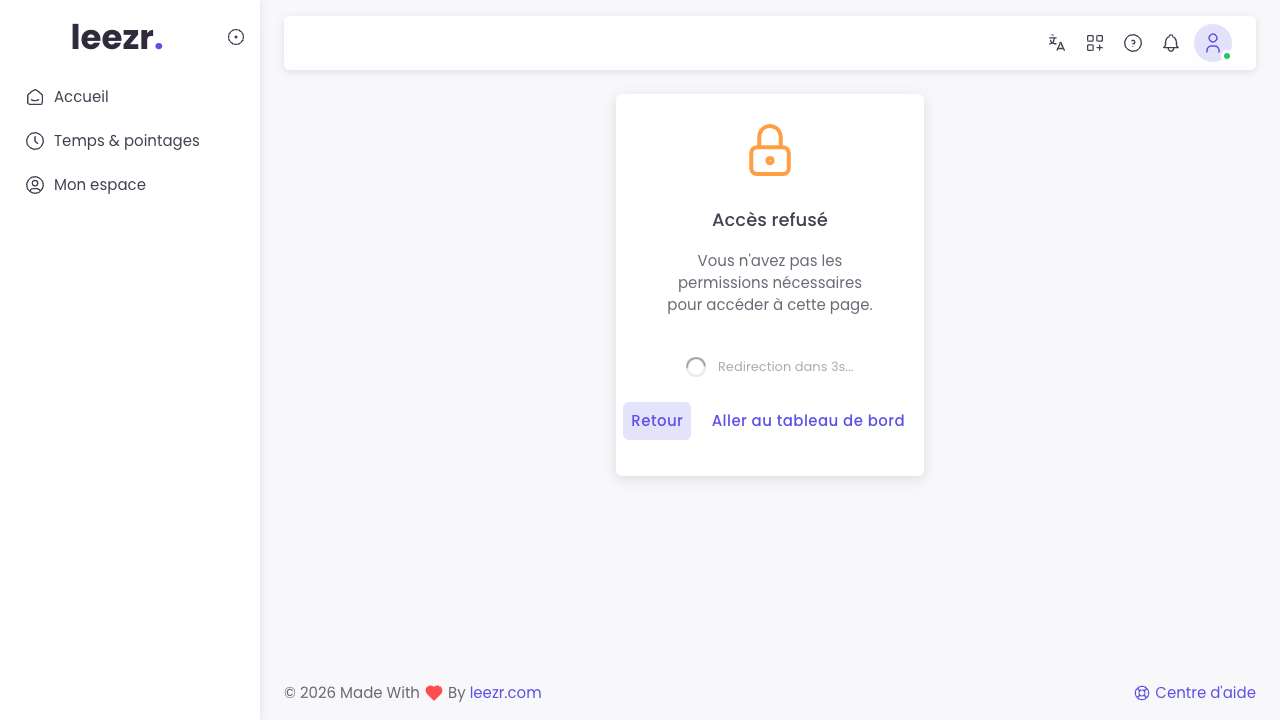 leezr.
Accueil
Temps & pointages
Mon espace
Accès refusé
Vous n'avez pas les
permissions nécessaires
pour accéder à cette page.
Redirection dans 3s...
Retour
Aller au tableau de bord
© 2026 Made With By leezr.com
Centre d'aide